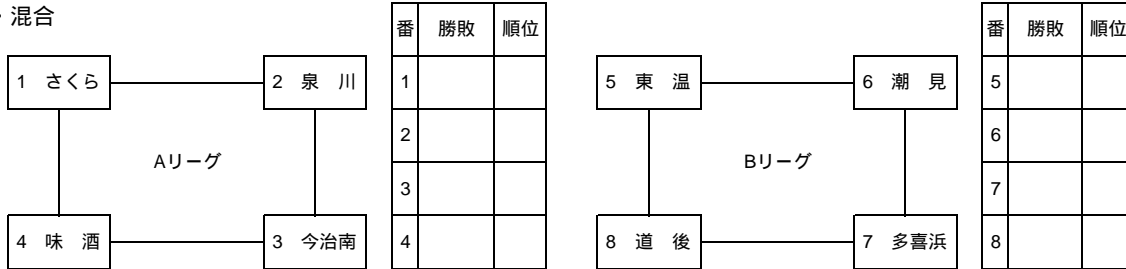 混合
番 勝敗 順位
番 勝敗 順位
1 さくら
2 泉 川
1
5 東 温
6 潮 見
5
2
6
Aリーグ
Bリーグ
3
7
4 味 酒
3 今治南
4
8 道 後
7 多喜浜
8